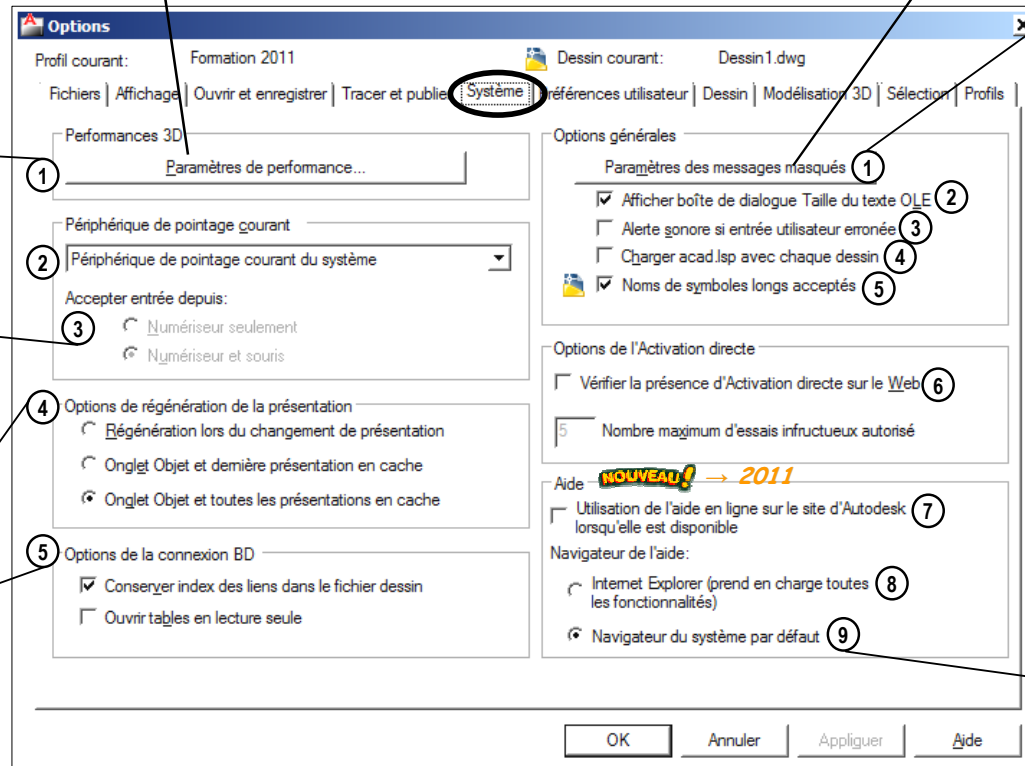 Options
Profil courant: Formation 2011 Dessin courant: Dessin1.dwg
Fichiers Affichage Ouvrir et enregistrer Tracer et publie Système références utilisateur Dessin Modélisation 3D Sélection Profils
Performances 3D
1 Paramètres de performance...
Périphérique de pointage courant
2 Périphérique de pointage courant du système
Accepter entrée depuis:
3 Numériseur seulement
Numériseur et souris
4 Options de régénération de la présentation
Régénération lors du changement de présentation
Onglet Objet et dernière présentation en cache
Onglet Objet et toutes les présentations en cache
5 Options de la connexion BD
Conserver index des liens dans le fichier dessin
Ouvrir tables en lecture seule
Options générales
Paramètres des messages masqués 1
Afficher boîte de dialogue Taille du texte OLE 2
Alerte sonore si entrée utilisateur erronée 3
Charger acad.lsp avec chaque dessin 4
Noms de symboles longs acceptés 5
Options de l'Activation directe
Vérifier la présence d'Activation directe sur le Web 6
5 Nombre maximum d'essais infructueux autorisé
Aide NOUVEAU! → 2011
Utilisation de l'aide en ligne sur le site d'Autodesk 7
lorsqu'elle est disponible
Navigateur de l'aide:
Internet Explorer (prend en charge toutes 8
les fonctionnalités)
Navigateur du système par défaut 9
OK Annuler Appliquer Aide